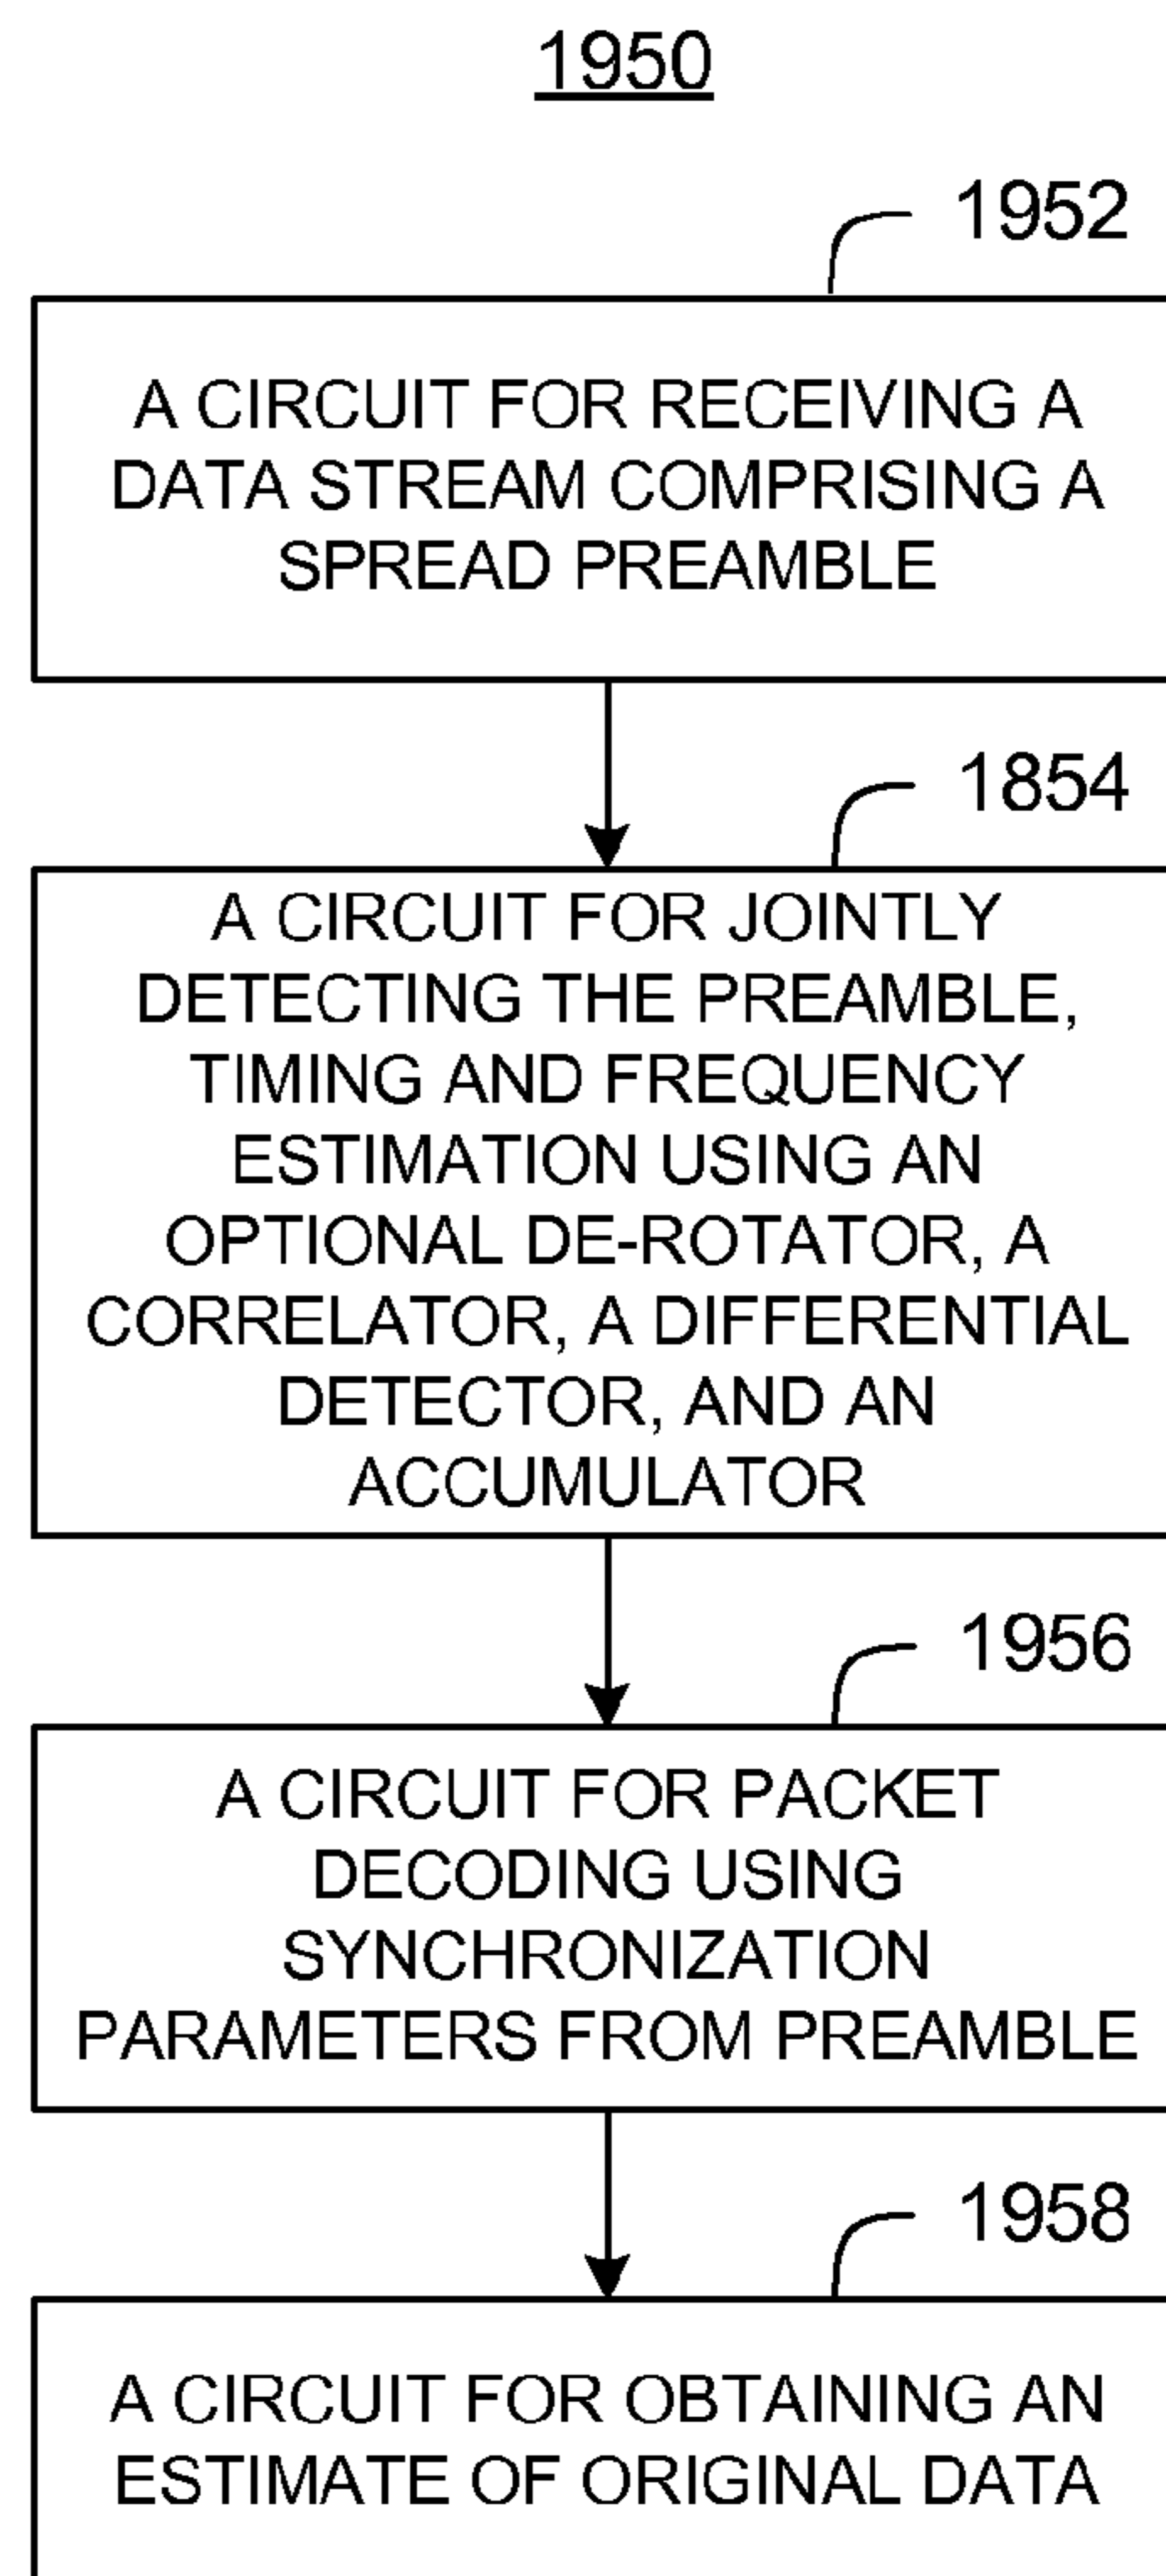 1950
1952
A CIRCUIT FOR RECEIVING A
DATA STREAM COMPRISING A
SPREAD PREAMBLE
1854
A CIRCUIT FOR JOINTLY
DETECTING THE PREAMBLE,
TIMING AND FREQUENCY
ESTIMATION USING AN
OPTIONAL DE-ROTATOR, A
CORRELATOR, A DIFFERENTIAL
DETECTOR, AND AN
ACCUMULATOR
1956
A CIRCUIT FOR PACKET
DECODING USING
SYNCHRONIZATION
PARAMETERS FROM PREAMBLE
1958
A CIRCUIT FOR OBTAINING AN
ESTIMATE OF ORIGINAL DATA